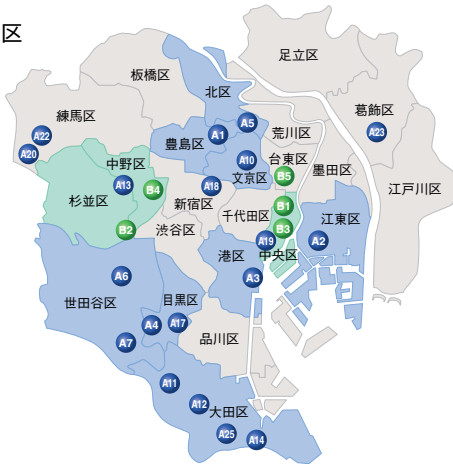 区
足立区
板橋区
北区
葛飾区
練馬区
A22
A20
豊島区
A1
A5
荒川区
A23
中野区
A13
B4
A10
文京区
台東区
B5
墨田区
江戸川区
杉並区
A18
新宿区
B1
千代田区
江東区
B2
渋谷区
B3
A19
A2
港区
中央区
A6
A3
世田谷区
目黒区
A4
A17
A7
品川区
A11
A12
大田区
A25
A14